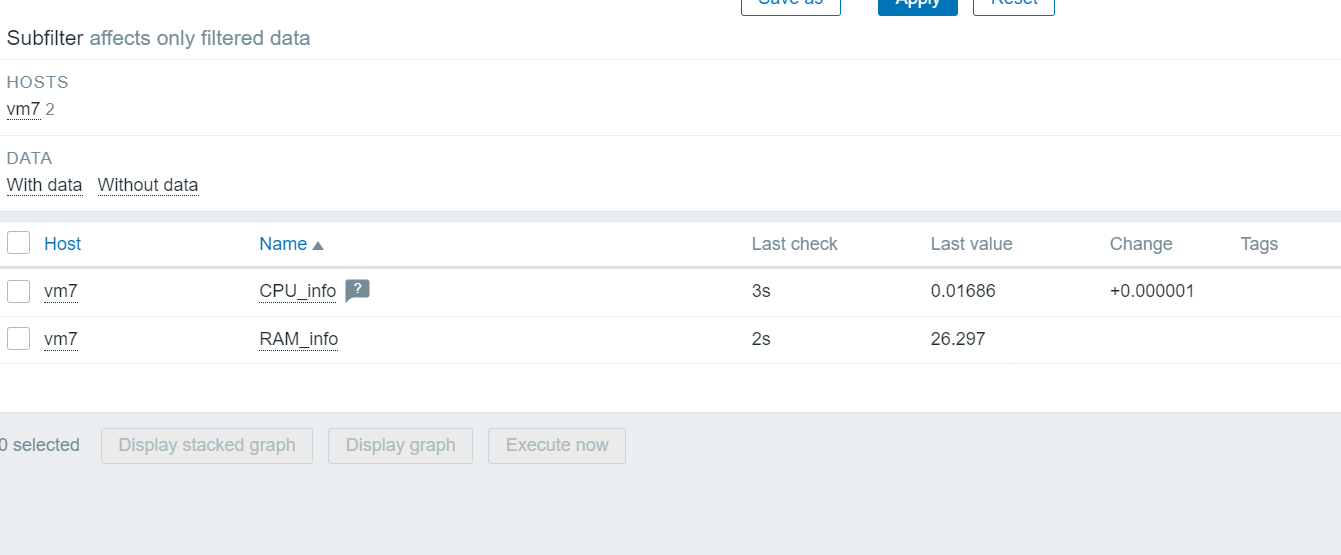 Save as Apply Reset
Subfilter affects only filtered data
HOSTS
vm7 2
DATA
With data Without data
Host Name Last check Last value Change Tags
vm7 CPU_info ? 3s 0.01686 +0.000001
vm7 RAM_info 2s 26.297
0 selected Display stacked graph Display graph Execute now